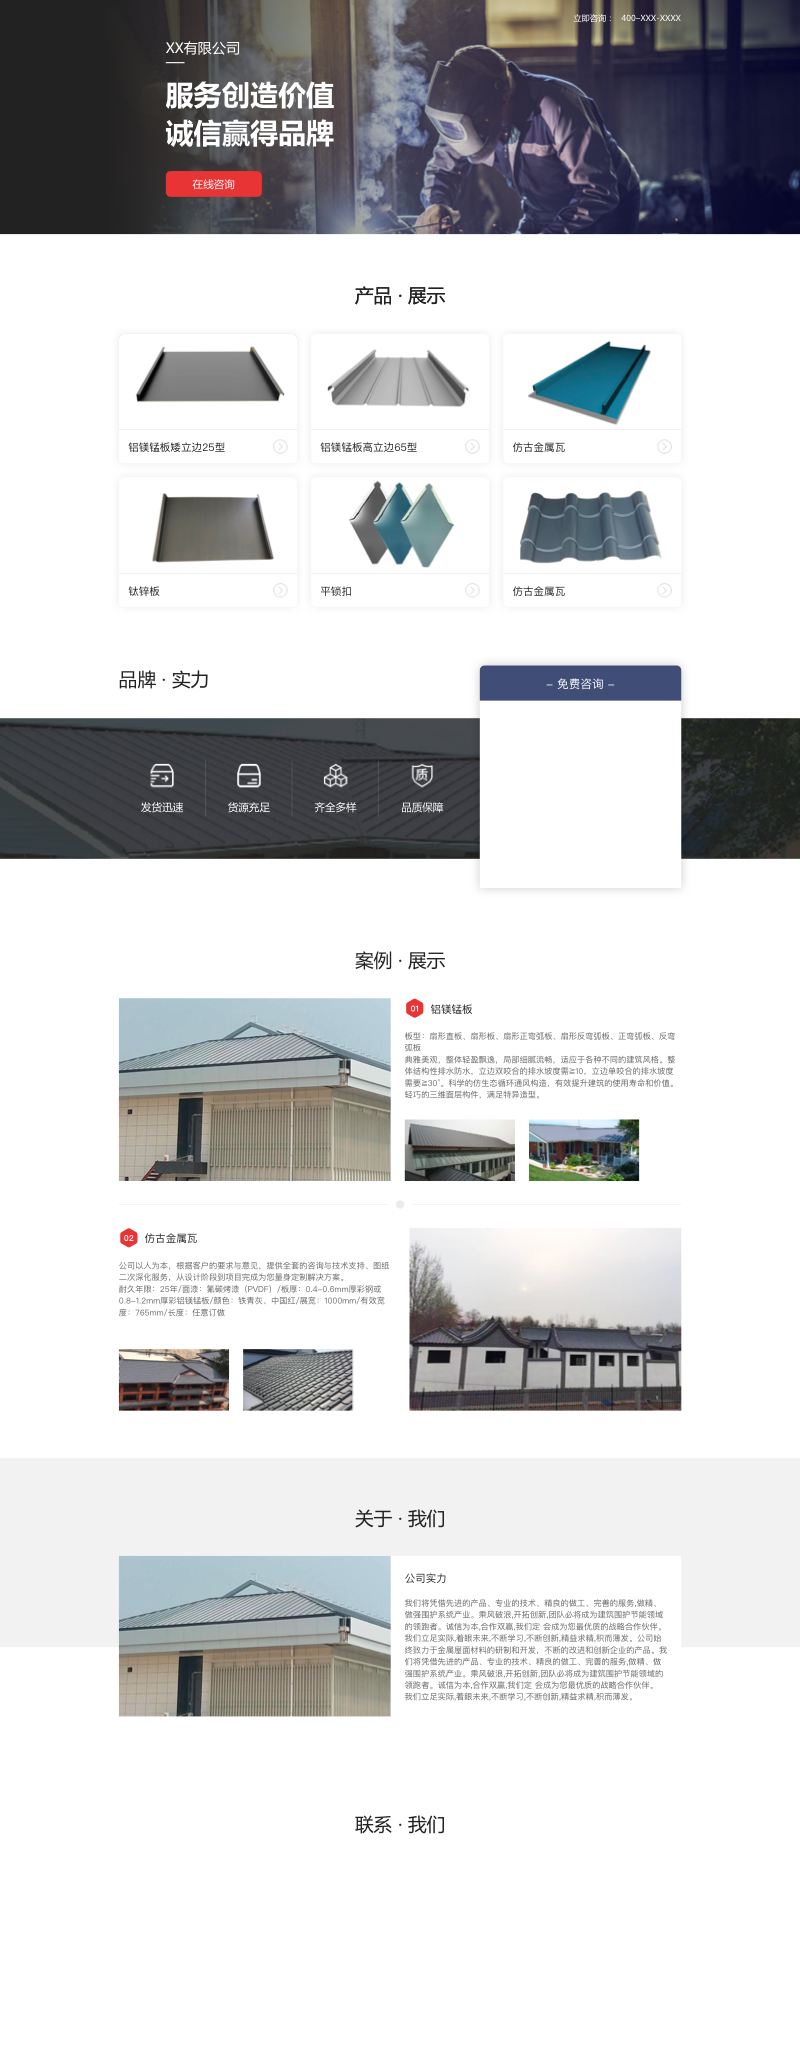 立即咨询： 400-XXX-XXXX
XX有限公司
服务创造价值
诚信赢得品牌
在线咨询
产品 · 展示
铝镁锰板矮立边25型
铝镁锰板高立边65型
仿古金属瓦
钛锌板
平锁扣
仿古金属瓦
品牌 · 实力
– 免费咨询 –
发货迅速
货源充足
齐全多样
质
品质保障
案例 · 展示
01 铝镁锰板
板型：扇形直板、扇形板、扇形正弯弧板、扇形反弯弧板、正弯弧板、反弯
弧板
典雅美观，整体轻盈飘逸，局部细腻流畅，适应于各种不同的建筑风格。整
体结构性排水防水、立边双咬合的排水坡度需≧10、立边单咬合的排水坡度
需要≧30°。科学的仿生态循环通风构造，有效提升建筑的使用寿命和价值。
轻巧的三维面层构件，满足特异造型。
02 仿古金属瓦
公司以人为本，根据客户的要求与意见，提供全套的咨询与技术支持、图纸
二次深化服务，从设计阶段到项目完成为您量身定制解决方案。
耐久年限：25年/面漆：氟碳烤漆（PVDF）/板厚：0.4-0.6mm厚彩钢或
0.8-1.2mm厚彩铝镁锰板/颜色：铁青灰、中国红/展宽：1000mm/有效宽
度：765mm/长度：任意订做
关于 · 我们
公司实力
我们将凭借先进的产品、专业的技术、精良的做工、完善的服务,做精、
做强围护系统产业。乘风破浪,开拓创新,团队必将成为建筑围护节能领域
的领跑者。诚信为本,合作双赢,我们定 会成为您最优质的战略合作伙伴。
我们立足实际,着眼未来,不断学习,不断创新,精益求精,积而薄发。公司始
终致力于金属屋面材料的研制和开发，不断的改进和创新企业的产品。我
们将凭借先进的产品、专业的技术、精良的做工、完善的服务,做精、做
强围护系统产业。乘风破浪,开拓创新,团队必将成为建筑围护节能领域的
领跑者。诚信为本,合作双赢,我们定 会成为您最优质的战略合作伙伴。
我们立足实际,着眼未来,不断学习,不断创新,精益求精,积而薄发。
联系 · 我们